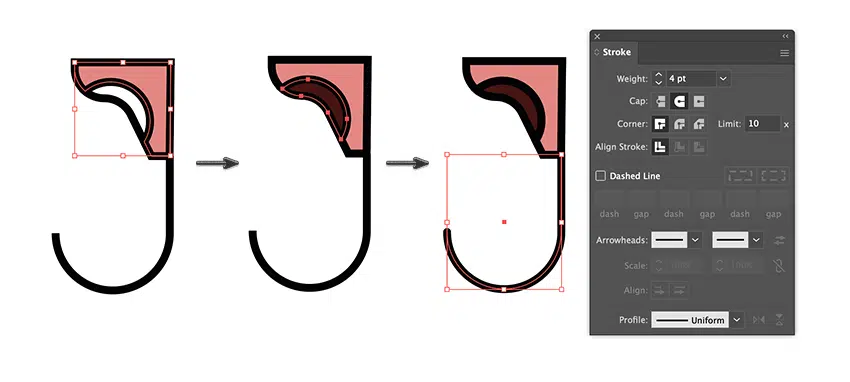 Stroke
Weight: 4 pt
Cap:
Corner: Limit: 10 x
Align Stroke:
Dashed Line
dash gap dash gap dash gap
Arrowheads:
Scale: 100% 100%
Align:
Profile: Uniform